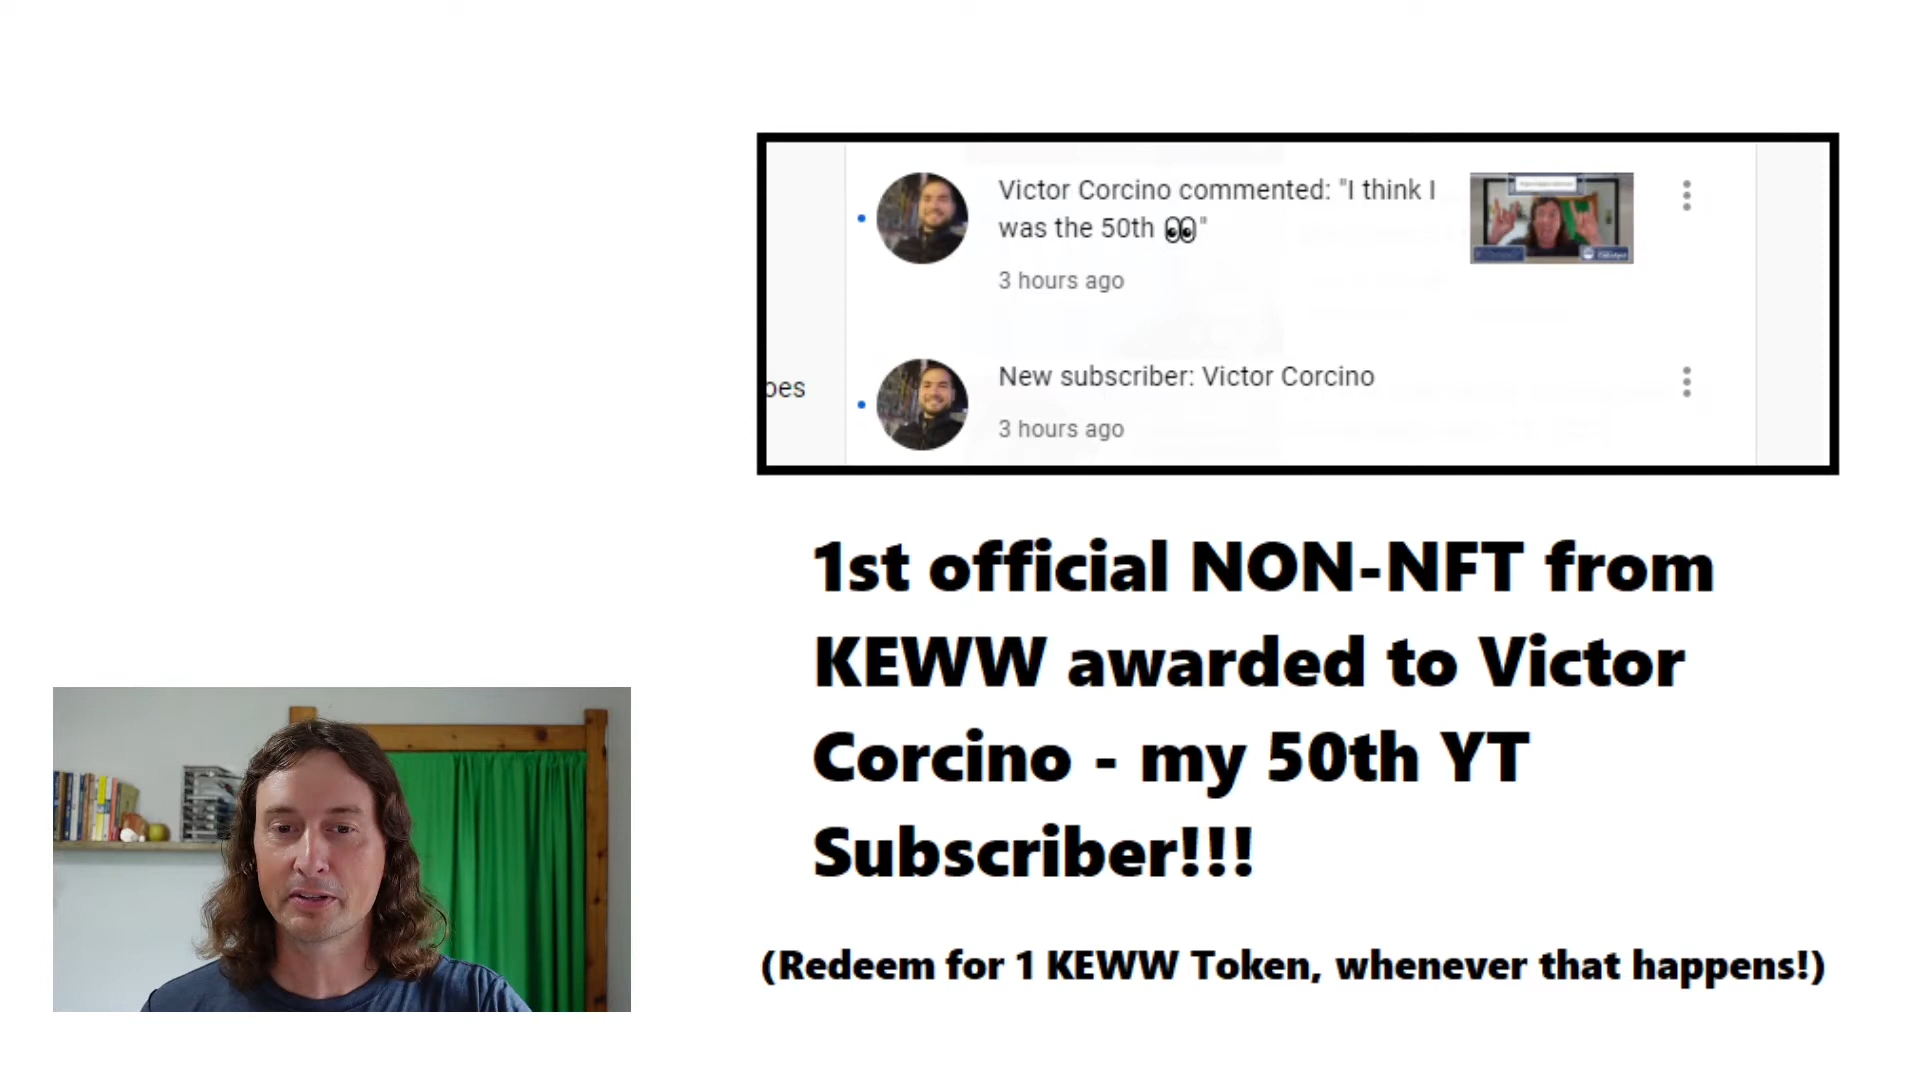 Victor Corcino commented: "I think I
was the 50th 👀"
3 hours ago
oes
New subscriber: Victor Corcino
3 hours ago
1st official NON-NFT from
KEWW awarded to Victor
Corcino - my 50th YT
Subscriber!!!
(Redeem for 1 KEWW Token, whenever that happens!)